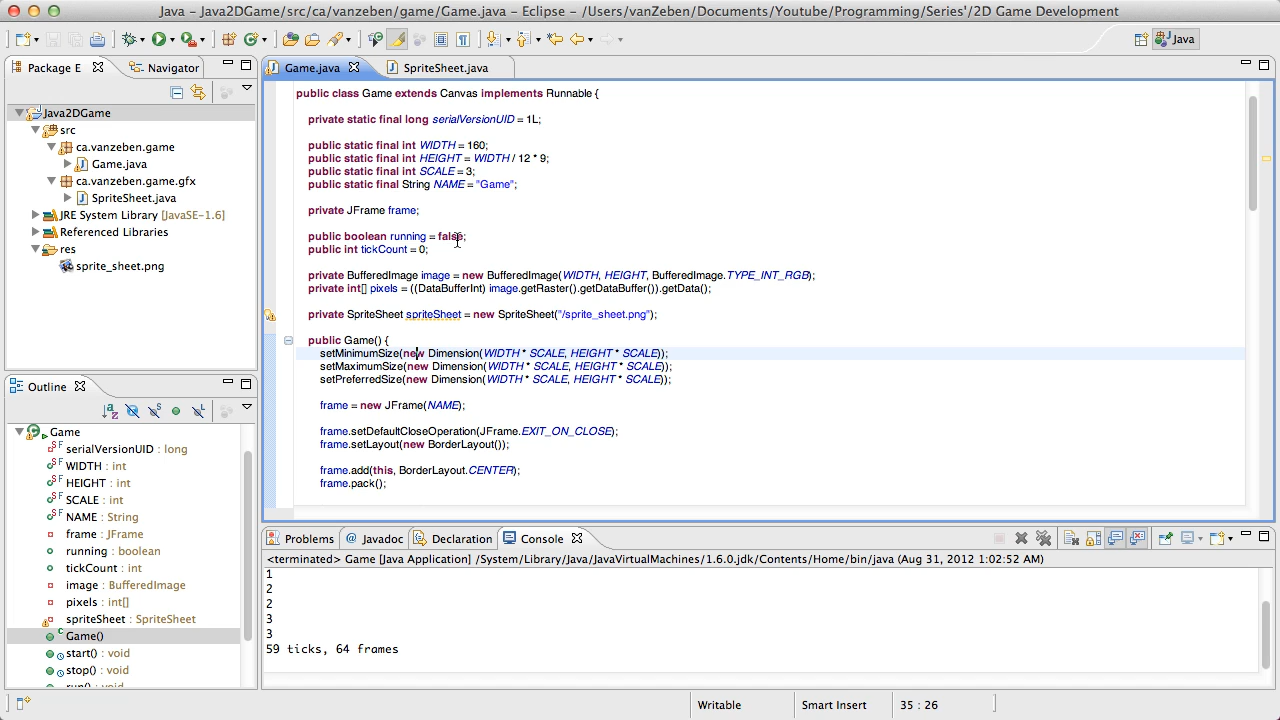 Java - Java2DGame/src/ca/vanzeben/game/Game.java - Eclipse - /Users/vanZeben/Documents/Youtube/Programming/Series'/2D Game Development
Java
Package E
Navigator
Java2DGame
src
ca.vanzeben.game
Game.java
ca.vanzeben.game.gfx
SpriteSheet.java
JRE System Library [JavaSE-1.6]
Referenced Libraries
res
sprite_sheet.png
Outline
Game
serialVersionUID : long
WIDTH : int
HEIGHT : int
SCALE : int
NAME : String
frame : JFrame
running : boolean
tickCount : int
image : BufferedImage
pixels : int[]
spriteSheet : SpriteSheet
Game()
start() : void
stop() : void
run() : void
Game.java
SpriteSheet.java
public class Game extends Canvas implements Runnable {
private static final long serialVersionUID = 1L;
public static final int WIDTH = 160;
public static final int HEIGHT = WIDTH / 12 * 9;
public static final int SCALE = 3;
public static final String NAME = "Game";
private JFrame frame;
public boolean running = false;
public int tickCount = 0;
private BufferedImage image = new BufferedImage(WIDTH, HEIGHT, BufferedImage.TYPE_INT_RGB);
private int[] pixels = ((DataBufferInt) image.getRaster().getDataBuffer()).getData();
private SpriteSheet spriteSheet = new SpriteSheet("/sprite_sheet.png");
public Game() {
setMinimumSize(new Dimension(WIDTH * SCALE, HEIGHT * SCALE));
setMaximumSize(new Dimension(WIDTH * SCALE, HEIGHT * SCALE));
setPreferredSize(new Dimension(WIDTH * SCALE, HEIGHT * SCALE));
frame = new JFrame(NAME);
frame.setDefaultCloseOperation(JFrame.EXIT_ON_CLOSE);
frame.setLayout(new BorderLayout());
frame.add(this, BorderLayout.CENTER);
frame.pack();
Problems
Javadoc
Declaration
Console
<terminated> Game [Java Application] /System/Library/Java/JavaVirtualMachines/1.6.0.jdk/Contents/Home/bin/java (Aug 31, 2012 1:02:52 AM)
1
2
2
3
3
59 ticks, 64 frames
Writable
Smart Insert
35 : 26